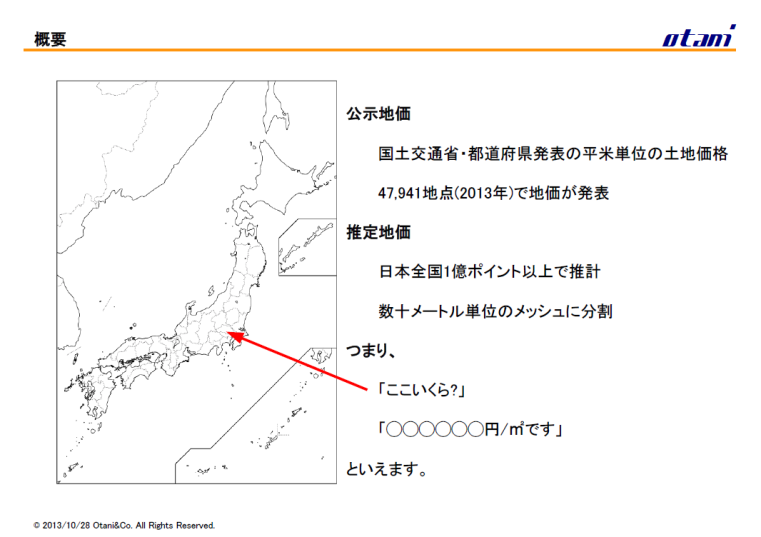 概要
otani
公示地価
国土交通省・都道府県発表の平米単位の土地価格
47,941地点(2013年)で地価が発表
推定地価
日本全国1億ポイント以上で推計
数十メートル単位のメッシュに分割
つまり、
「ここいくら?」
「○○○○○○円/㎡です」
といえます。
© 2013/10/28 Otani&Co. All Rights Reserved.